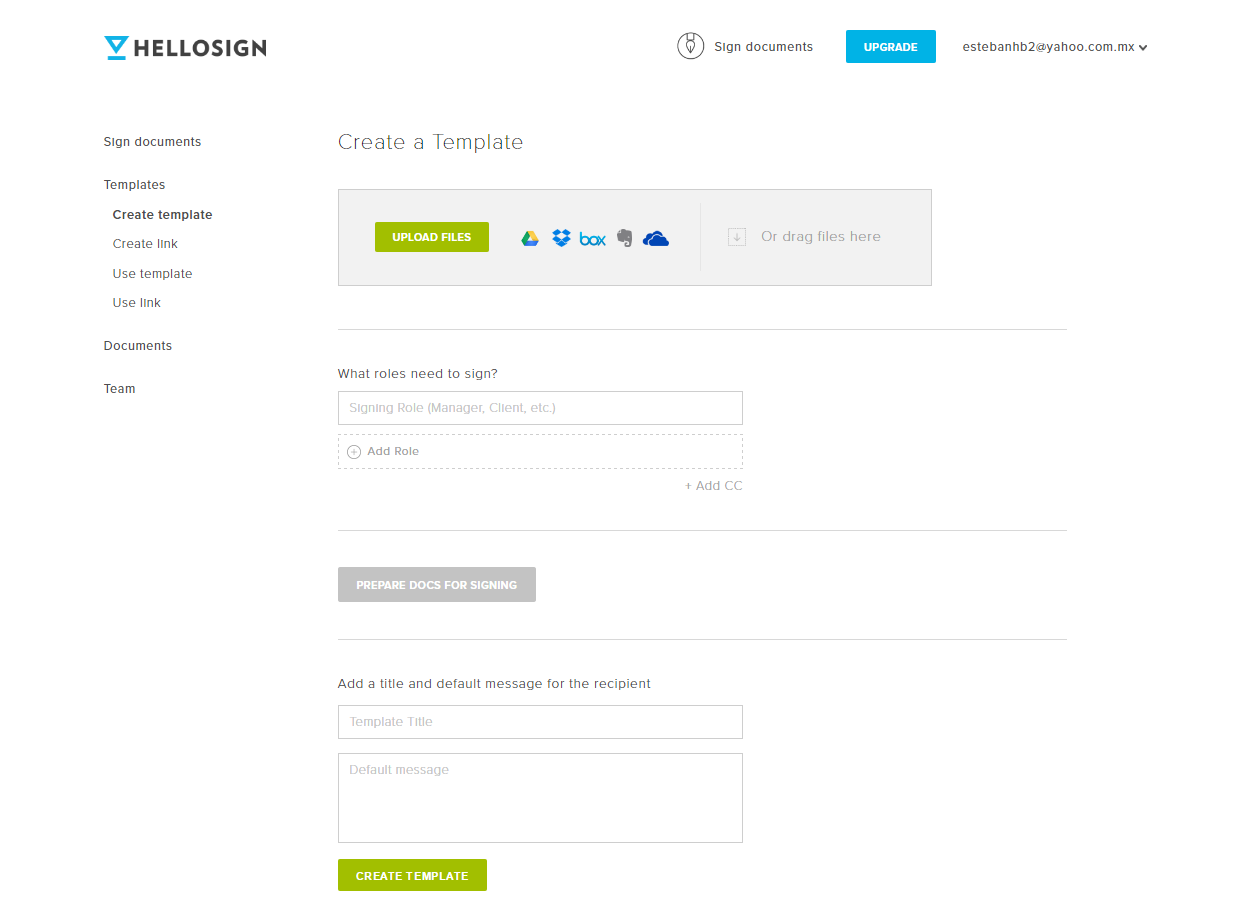 HELLOSIGN
Sign documents
UPGRADE
estebanhb2@yahoo.com.mx
Sign documents
Templates
Create template
Create link
Use template
Use link
Documents
Team
Create a Template
UPLOAD FILES
box
Or drag files here
What roles need to sign?
Signing Role (Manager, Client, etc.)
Add Role
+ Add CC
PREPARE DOCS FOR SIGNING
Add a title and default message for the recipient
Template Title
Default message
CREATE TEMPLATE